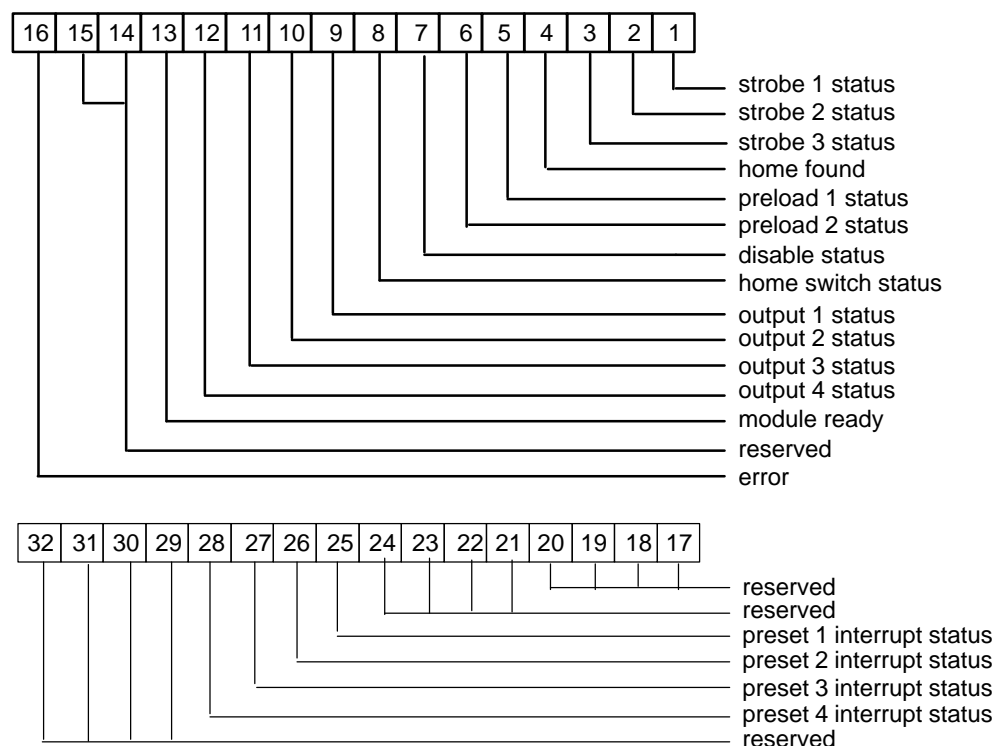 16 15 14 13 12 11 10 9 8 7 6 5 4 3 2 1
strobe 1 status
strobe 2 status
strobe 3 status
home found
preload 1 status
preload 2 status
disable status
home switch status
output 1 status
output 2 status
output 3 status
output 4 status
module ready
reserved
error
32 31 30 29 28 27 26 25 24 23 22 21 20 19 18 17
reserved
reserved
preset 1 interrupt status
preset 2 interrupt status
preset 3 interrupt status
preset 4 interrupt status
reserved